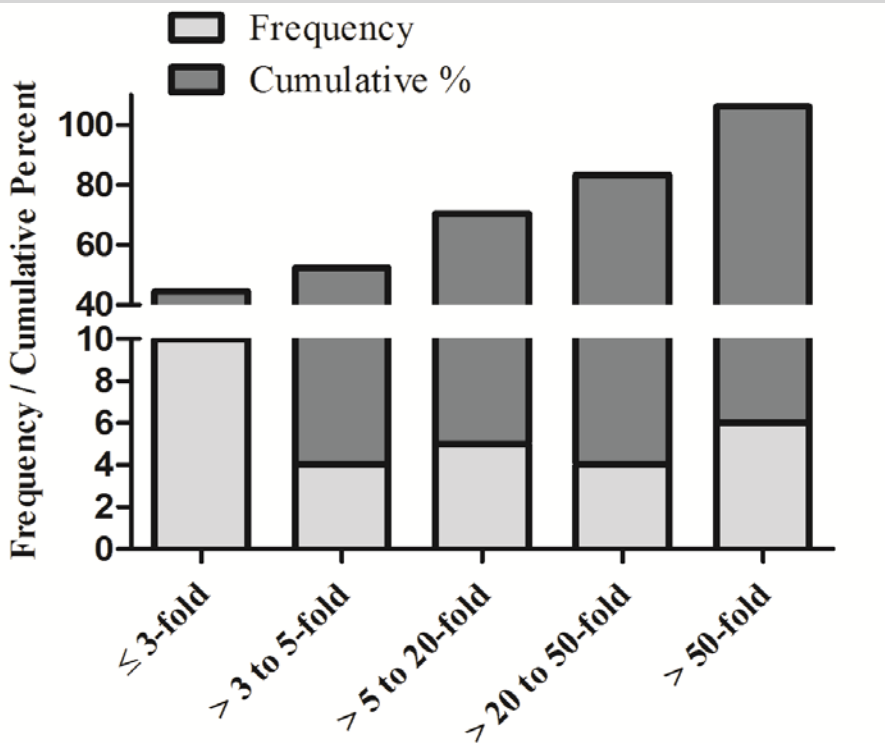 Frequency
Cumulative %
Frequency / Cumulative Percent
100
80
60
40
10
8
6
4
2
0
≤ 3-fold
> 3 to 5-fold
> 5 to 20-fold
> 20 to 50-fold
> 50-fold